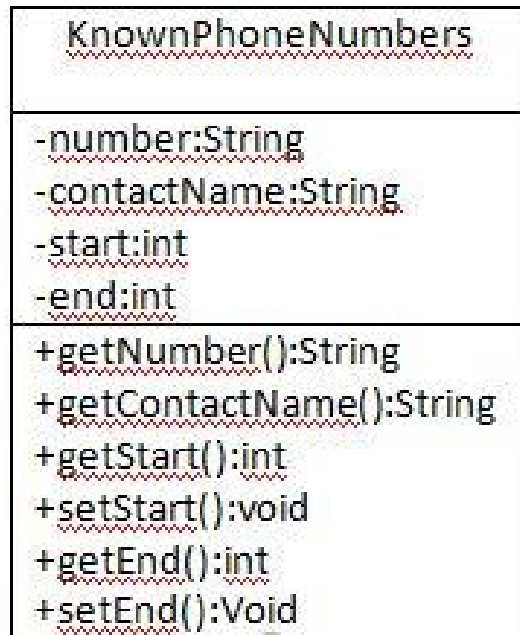 KnownPhoneNumbers
-number:String
-contactName:String
-start:int
-end:int
+getNumber():String
+getContactName():String
+getStart():int
+setStart():void
+getEnd():int
+setEnd():Void